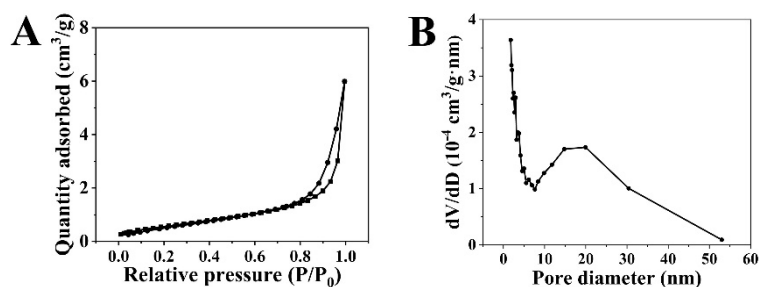 A
Quantity adsorbed (cm³/g)
8
6
4
2
0
0.0 0.2 0.4 0.6 0.8 1.0
Relative pressure (P/P₀)
B
dV/dD (10⁻⁴ cm³/g·nm)
4
3
2
1
0
0 10 20 30 40 50 60
Pore diameter (nm)